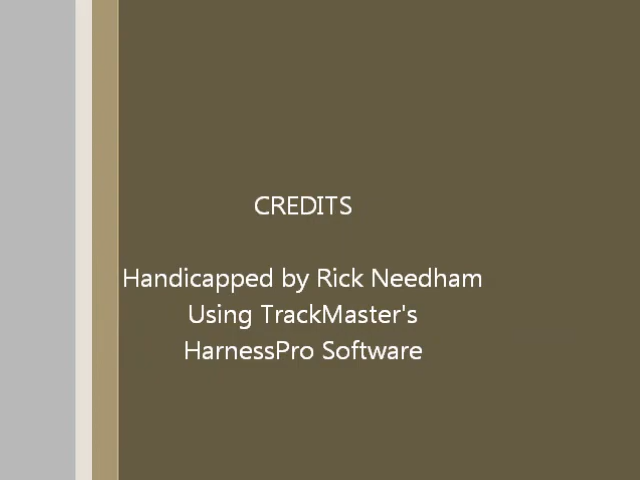 CREDITS
Handicapped by Rick Needham
Using TrackMaster's
HarnessPro Software